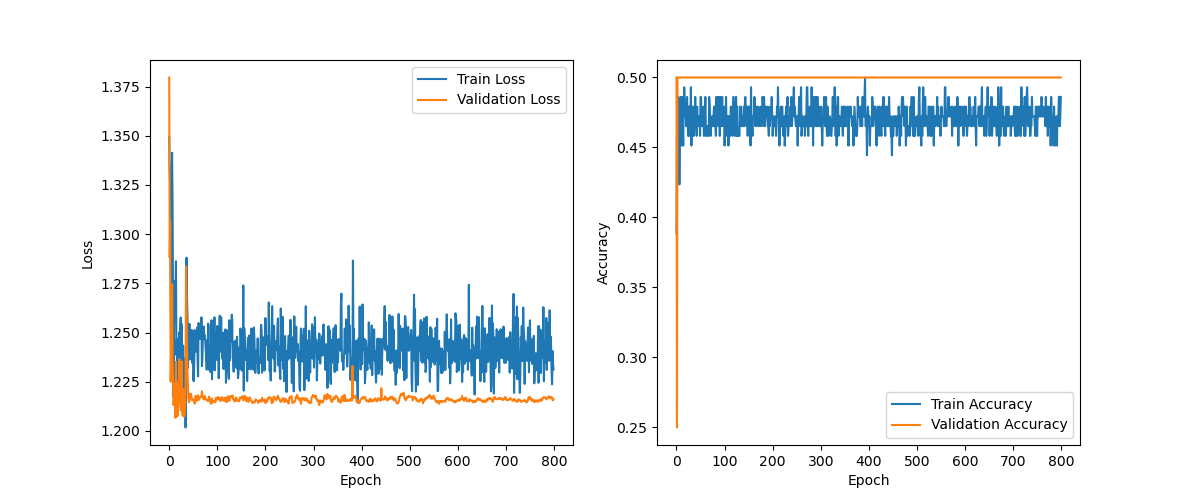 1.375
1.350
1.325
1.300
1.275
1.250
1.225
1.200
Loss
0 100 200 300 400 500 600 700 800
Epoch
Train Loss
Validation Loss
0.50
0.45
0.40
0.35
0.30
0.25
Accuracy
0 100 200 300 400 500 600 700 800
Epoch
Train Accuracy
Validation Accuracy